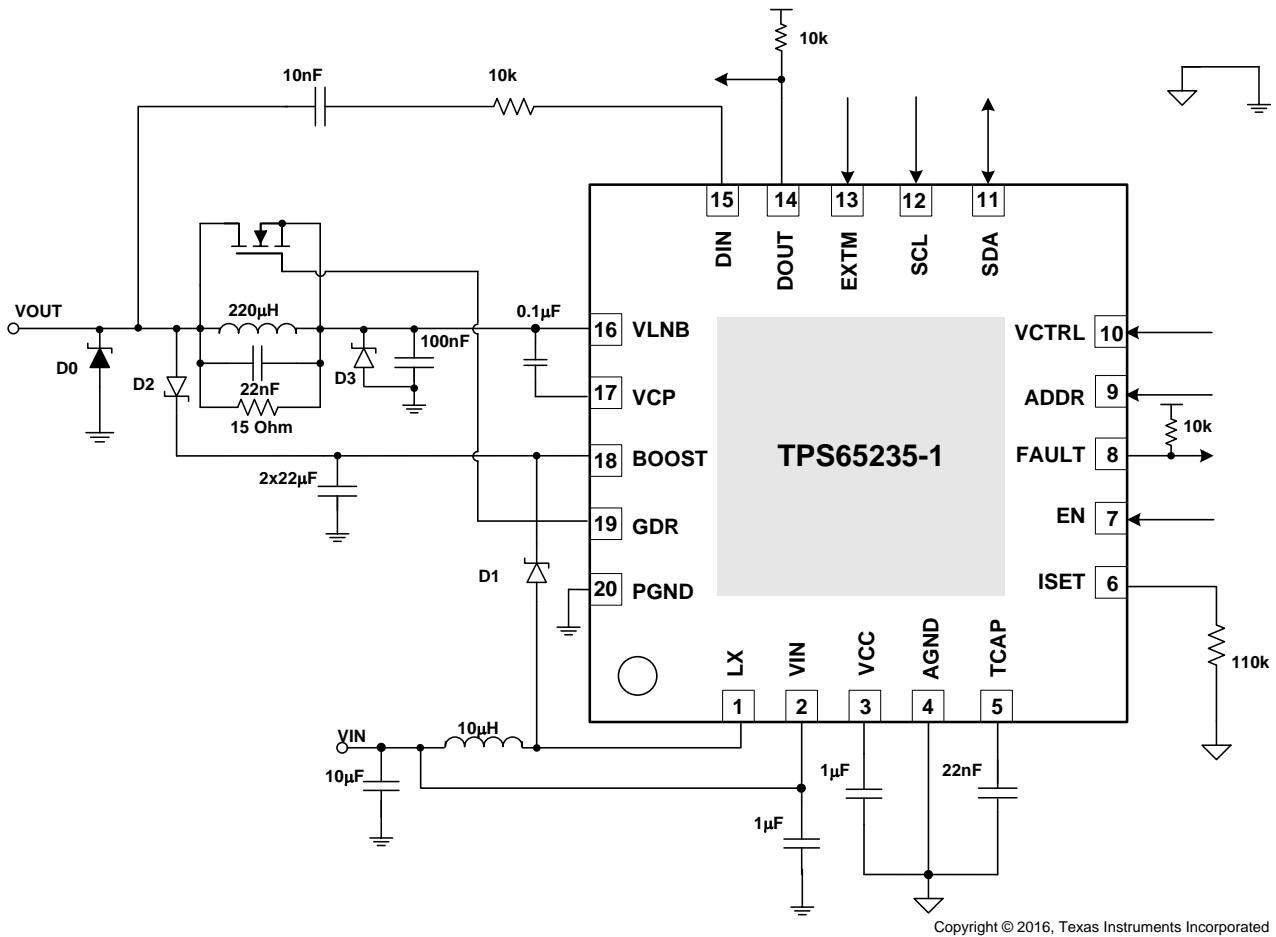 10k
10nF
10k
15
14
13
12
11
DIN
DOUT
EXTM
SCL
SDA
VOUT
220μH
0.1μF
16
VLNB
VCTRL
10
D0
D2
D3
100nF
22nF
15 Ohm
17
VCP
ADDR
9
10k
18
BOOST
TPS65235-1
FAULT
8
2x22μF
19
GDR
EN
7
D1
20
PGND
ISET
6
LX
VIN
VCC
AGND
TCAP
110k
1
2
3
4
5
VIN
10μH
10μF
1μF
22nF
1μF
Copyright © 2016, Texas Instruments Incorporated